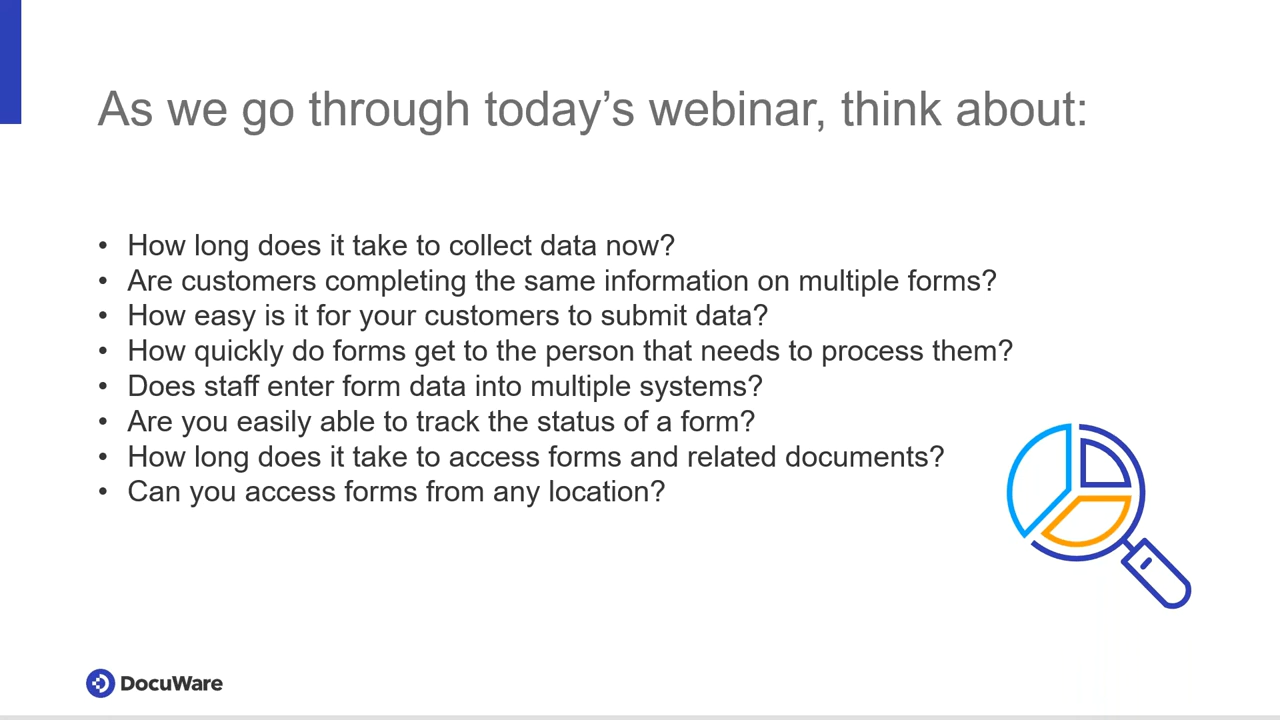 As we go through today’s webinar, think about:
• How long does it take to collect data now?
• Are customers completing the same information on multiple forms?
• How easy is it for your customers to submit data?
• How quickly do forms get to the person that needs to process them?
• Does staff enter form data into multiple systems?
• Are you easily able to track the status of a form?
• How long does it take to access forms and related documents?
• Can you access forms from any location?
DocuWare